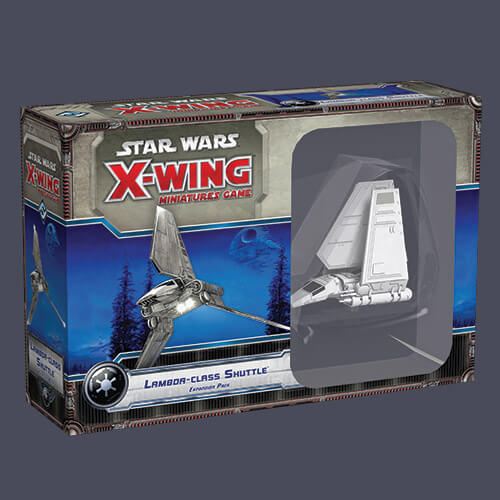 STAR WARS
X-WING
MINIATURES GAME
LAMBDA-CLASS SHUTTLE
EXPANSION PACK